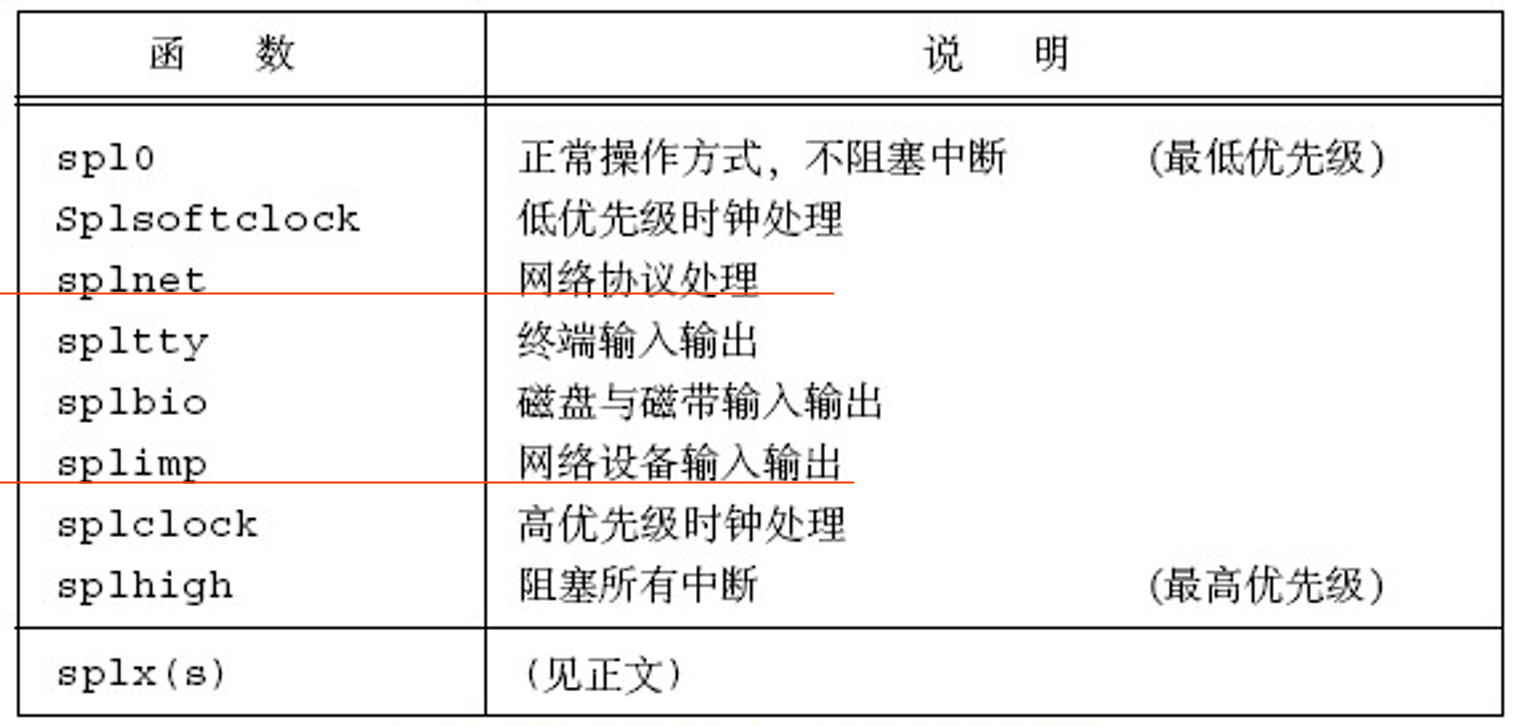 函 数 说 明
spl0 正常操作方式，不阻塞中断 (最低优先级)
Splsoftclock 低优先级时钟处理
splnet 网络协议处理
spltty 终端输入输出
splbio 磁盘与磁带输入输出
splimp 网络设备输入输出
splclock 高优先级时钟处理
splhigh 阻塞所有中断 (最高优先级)
splx(s) (见正文)